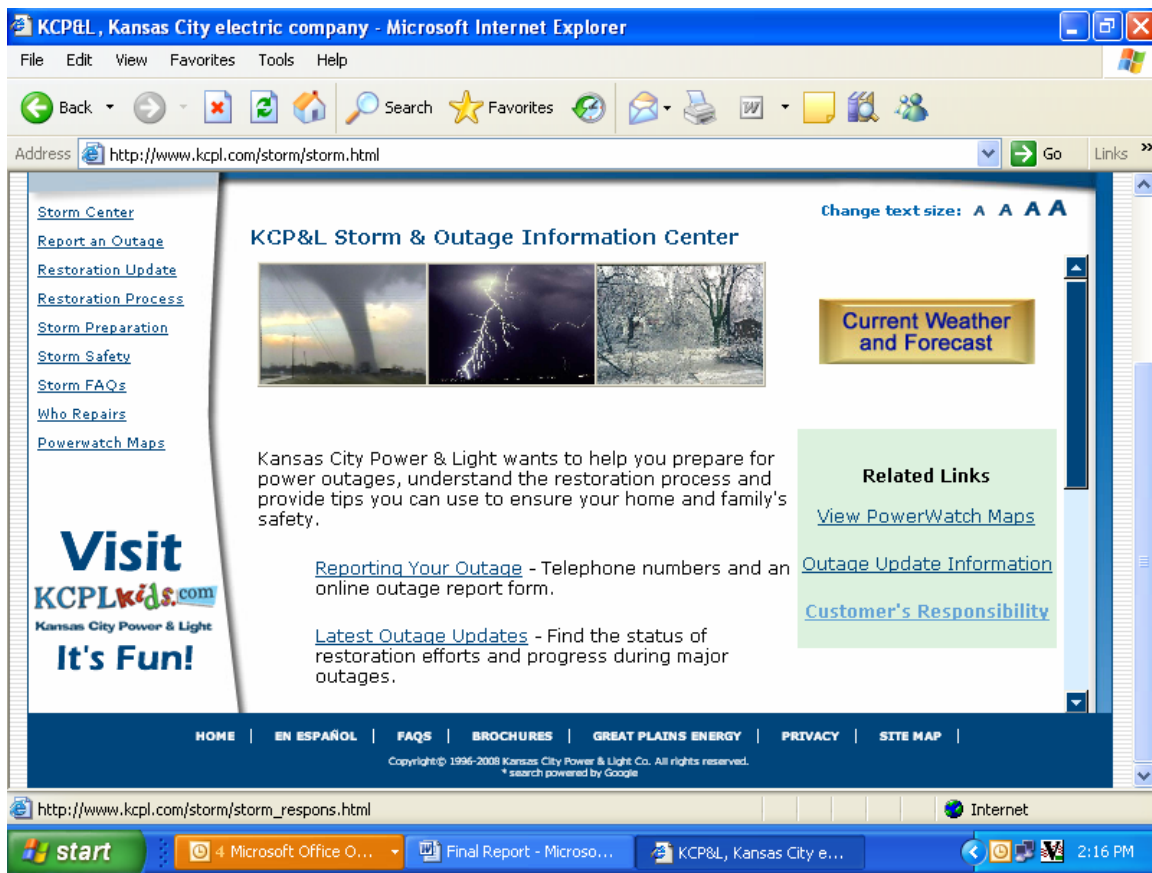 KCP&L, Kansas City electric company - Microsoft Internet Explorer
File Edit View Favorites Tools Help
Back Search Favorites
Address http://www.kcpl.com/storm/storm.html Go Links »
Change text size: A A A A
Storm Center
Report an Outage
Restoration Update
Restoration Process
Storm Preparation
Storm Safety
Storm FAQs
Who Repairs
Powerwatch Maps
Visit
KCPLkids.com
Kansas City Power & Light
It's Fun!
KCP&L Storm & Outage Information Center
Current Weather
and Forecast
Kansas City Power & Light wants to help you prepare for
power outages, understand the restoration process and
provide tips you can use to ensure your home and family's
safety.
Reporting Your Outage - Telephone numbers and an
online outage report form.
Latest Outage Updates - Find the status of
restoration efforts and progress during major
outages.
Related Links
View PowerWatch Maps
Outage Update Information
Customer's Responsibility
HOME | EN ESPAÑOL | FAQS | BROCHURES | GREAT PLAINS ENERGY | PRIVACY | SITE MAP |
Copyright© 1996-2008 Kansas City Power & Light Co. All rights reserved.
* search powered by Google
http://www.kcpl.com/storm/storm_respons.html Internet
start 4 Microsoft Office O... Final Report - Microso... KCP&L, Kansas City e... 2:16 PM